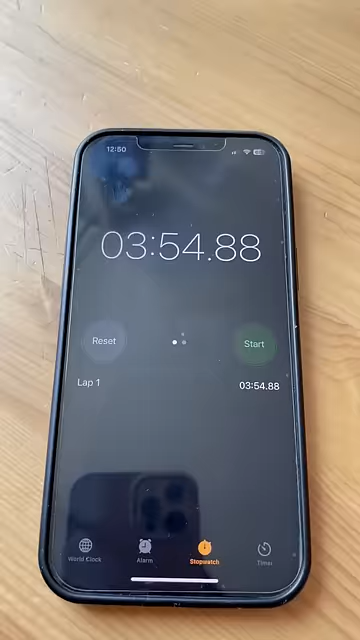 12:50
03:54.88
Reset
Start
Lap 1 03:54.88
World Clock Alarm Stopwatch Timer